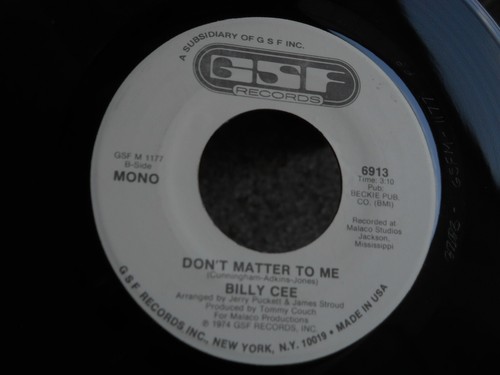 A SUBSIDIARY OF G S F INC.
GSF
RECORDS
GSF M 1177
B-Side
MONO
6913
Time: 3:10
Pub:
BECKIE PUB.
CO. (BMI)
Recorded at
Malaco Studios
Jackson,
Mississippi
DON'T MATTER TO ME
(Cunningham-Adkins-Jones)
BILLY CEE
Arranged by Jerry Puckett & James Stroud
Produced by Tommy Couch
For Malaco Productions
© 1974 GSF RECORDS, INC.
G S F RECORDS, INC., NEW YORK, N.Y. 10019 • MADE IN USA